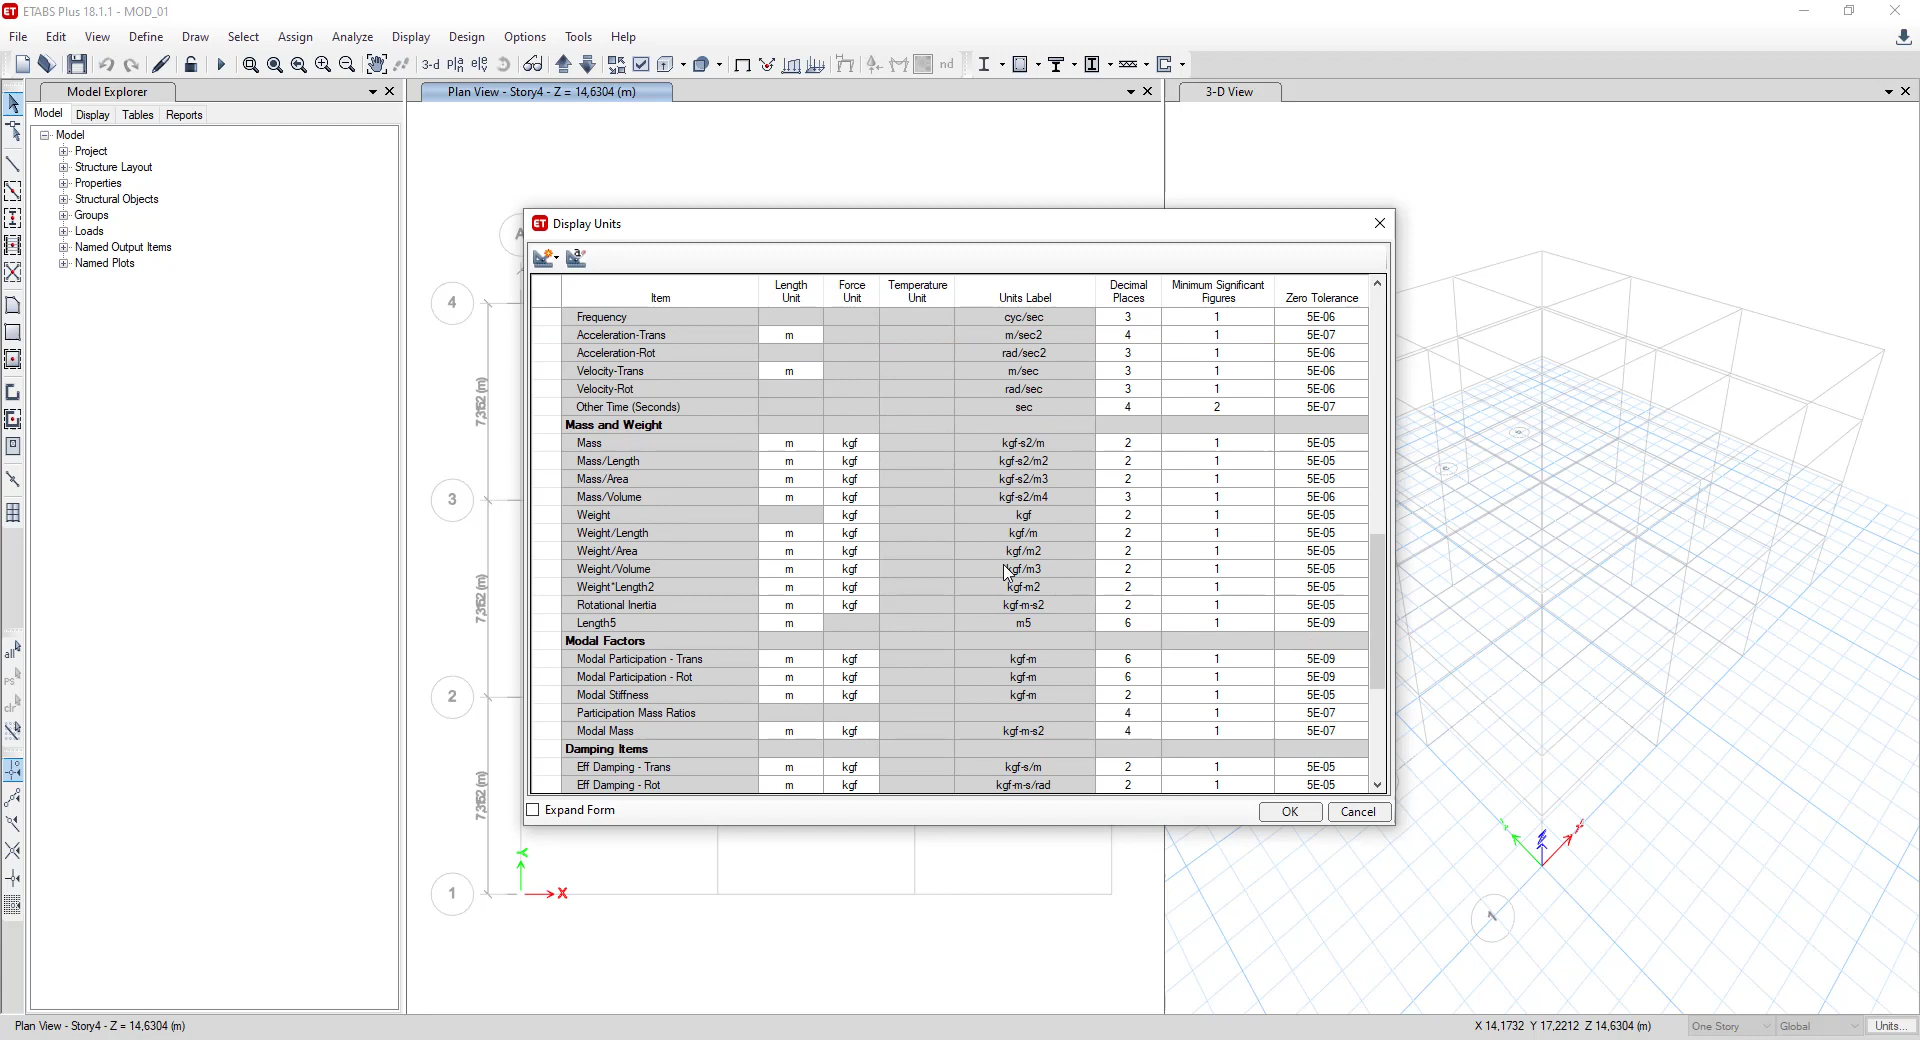 ETABS Plus 18.1.1 - MOD_01
File Edit View Define Draw Select Assign Analyze Display Design Options Tools Help
3-d pla ele nd
Model Explorer
Plan View - Story4 - Z = 14,6304 (m)
3-D View
Model Display Tables Reports
Model
Project
Structure Layout
Properties
Structural Objects
Groups
Loads
Named Output Items
Named Plots
all
PS
clr
A
4
3
2
1
7,3152 (m)
7,3152 (m)
7,3152 (m)
Y
X
ET Display Units
Item Length Unit Force Unit Temperature Unit Units Label Decimal Places Minimum Significant Figures Zero Tolerance
Frequency cyc/sec 3 1 5E-06
Acceleration-Trans m m/sec2 4 1 5E-07
Acceleration-Rot rad/sec2 3 1 5E-06
Velocity-Trans m m/sec 3 1 5E-06
Velocity-Rot rad/sec 3 1 5E-06
Other Time (Seconds) sec 4 2 5E-07
Mass and Weight
Mass m kgf kgf-s2/m 2 1 5E-05
Mass/Length m kgf kgf-s2/m2 2 1 5E-05
Mass/Area m kgf kgf-s2/m3 2 1 5E-05
Mass/Volume m kgf kgf-s2/m4 3 1 5E-06
Weight kgf kgf 2 1 5E-05
Weight/Length m kgf kgf/m 2 1 5E-05
Weight/Area m kgf kgf/m2 2 1 5E-05
Weight/Volume m kgf kgf/m3 2 1 5E-05
Weight*Length2 m kgf kgf-m2 2 1 5E-05
Rotational Inertia m kgf kgf-m-s2 2 1 5E-05
Length5 m m5 6 1 5E-09
Modal Factors
Modal Participation - Trans m kgf kgf-m 6 1 5E-09
Modal Participation - Rot m kgf kgf-m 6 1 5E-09
Modal Stiffness m kgf kgf-m 2 1 5E-05
Participation Mass Ratios 4 1 5E-07
Modal Mass m kgf kgf-m-s2 4 1 5E-07
Damping Items
Eff Damping - Trans m kgf kgf-s/m 2 1 5E-05
Eff Damping - Rot m kgf kgf-m-s/rad 2 1 5E-05
Expand Form
OK Cancel
Plan View - Story4 - Z = 14,6304 (m)
X 14,1732 Y 17,2212 Z 14,6304 (m)
One Story
Global
Units...